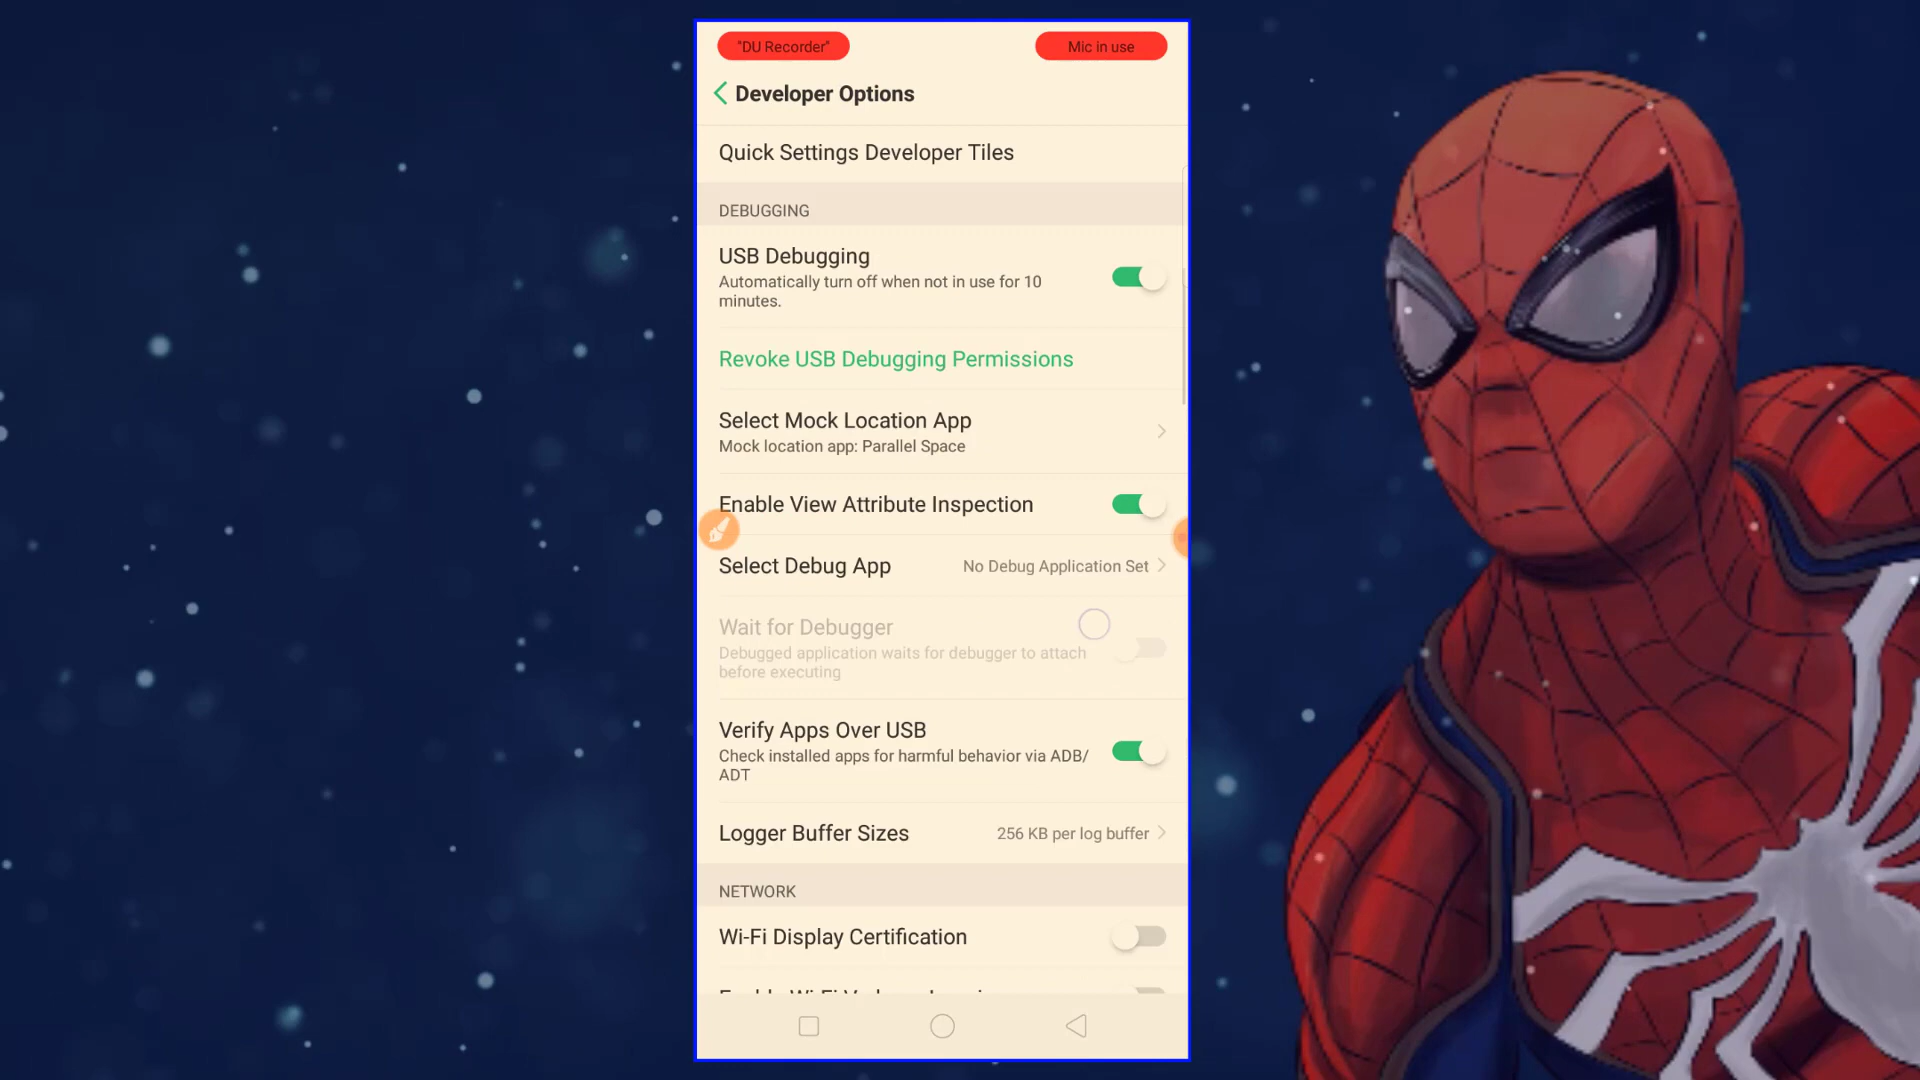 "DU Recorder"
Mic in use
Developer Options
Quick Settings Developer Tiles
DEBUGGING
USB Debugging
Automatically turn off when not in use for 10
minutes.
Revoke USB Debugging Permissions
Select Mock Location App
Mock location app: Parallel Space
Enable View Attribute Inspection
Select Debug App
No Debug Application Set
Wait for Debugger
Debugged application waits for debugger to attach
before executing
Verify Apps Over USB
Check installed apps for harmful behavior via ADB/
ADT
Logger Buffer Sizes
256 KB per log buffer
NETWORK
Wi-Fi Display Certification